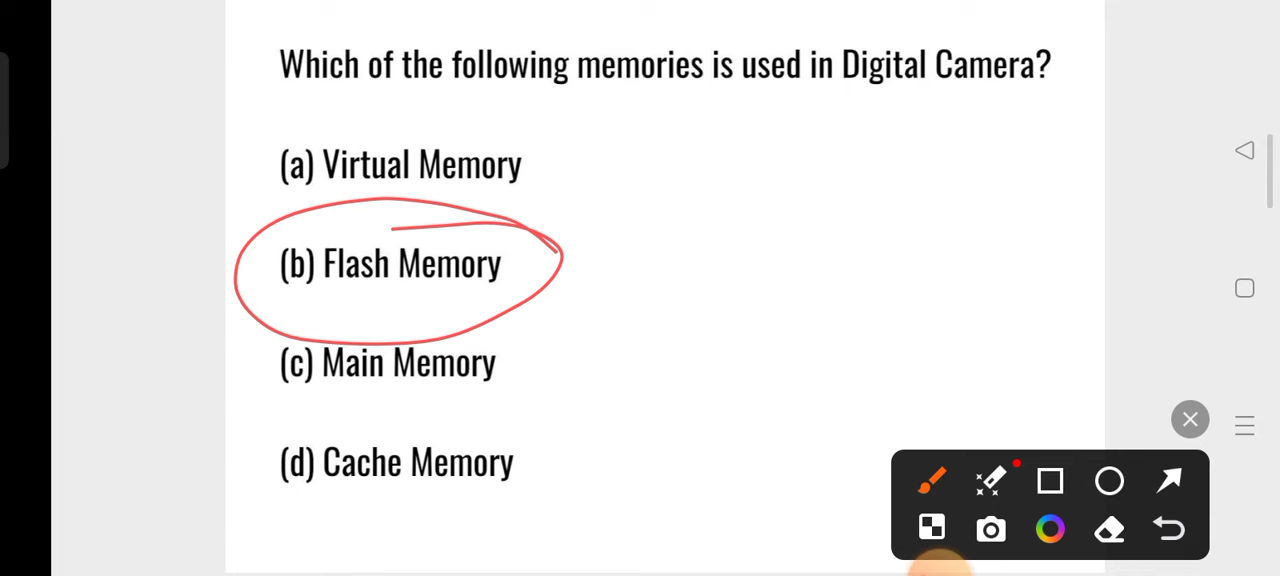 Which of the following memories is used in Digital Camera?
(a) Virtual Memory
(b) Flash Memory
(c) Main Memory
(d) Cache Memory